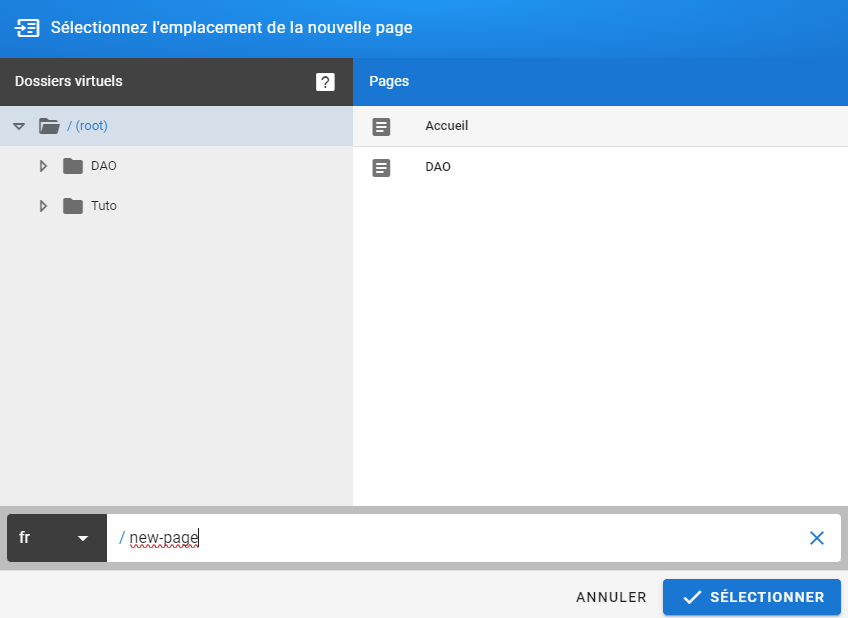 Sélectionnez l'emplacement de la nouvelle page
Dossiers virtuels
?
Pages
/ (root)
DAO
Tuto
Accueil
DAO
fr
/ new-page
ANNULER
SÉLECTIONNER